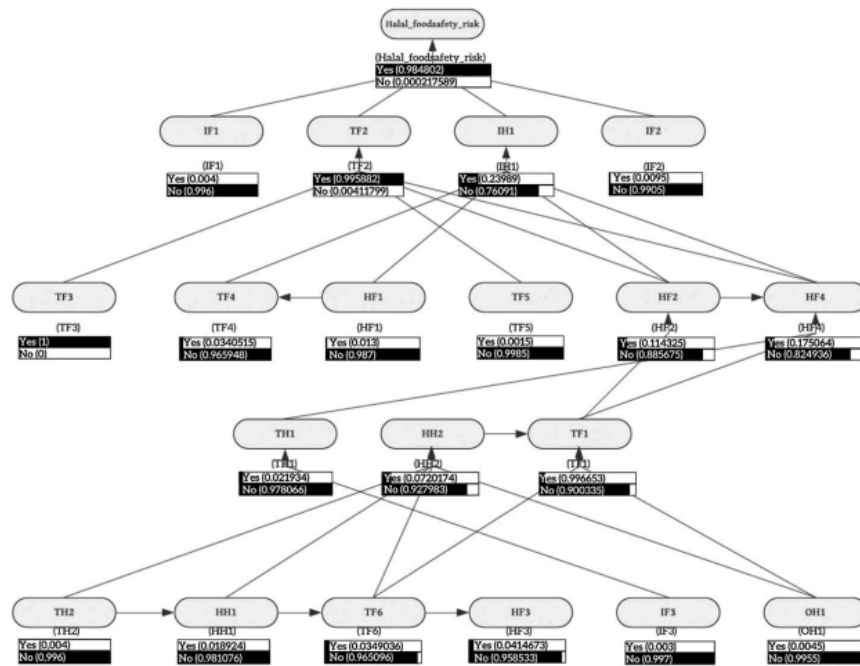 Halal_foodsafety_risk
(Halal_foodsafety_risk)
Yes (0.984802)
No (0.000217589)
IF1
TF2
IH1
IF2
(IF1)
Yes (0.004)
No (0.996)
(TF2)
Yes (0.995882)
No (0.00411799)
(IH1)
Yes (0.23989)
No (0.76091)
(IF2)
Yes (0.0095)
No (0.9905)
TF3
TF4
HF1
TF5
HF2
HF4
(TF3)
Yes (1)
No (0)
(TF4)
Yes (0.0340515)
No (0.965948)
(HF1)
Yes (0.013)
No (0.987)
(TF5)
Yes (0.0015)
No (0.9985)
(HF2)
Yes (0.114325)
No (0.885675)
(HF4)
Yes (0.175064)
No (0.824936)
TH1
HH2
TF1
(TH1)
Yes (0.021934)
No (0.978066)
(HH2)
Yes (0.0720174)
No (0.927983)
(TF1)
Yes (0.996653)
No (0.900335)
TH2
HH1
TF6
HF3
IF3
OH1
(TH2)
Yes (0,004)
No (0.996)
(HH1)
Yes (0.018924)
No (0.981076)
(TF6)
Yes (0.0349036)
No (0.965096)
(HF3)
Yes (0.0414673)
No (0.958533)
(IF3)
Yes (0.003)
No (0.997)
(OH1)
Yes (0.0045)
No (0.9955)